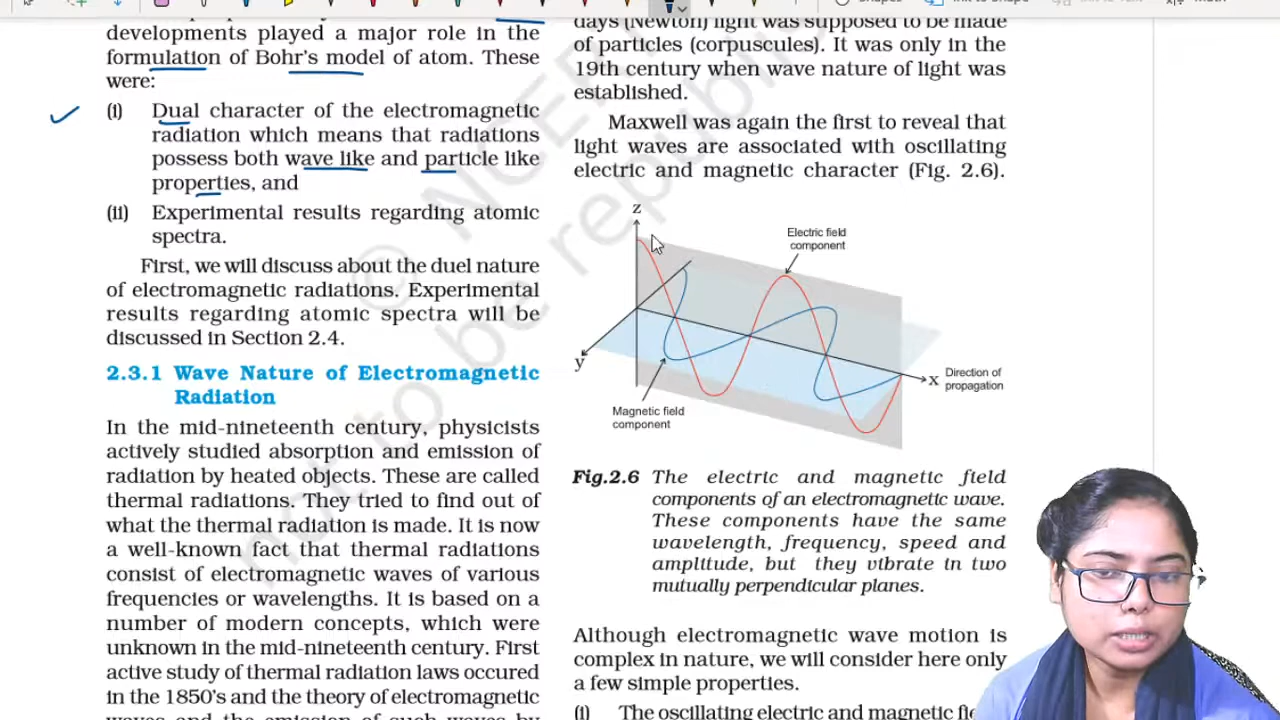 developments played a major role in the
formulation of Bohr's model of atom. These
were:
(i) Dual character of the electromagnetic
radiation which means that radiations
possess both wave like and particle like
properties, and
(ii) Experimental results regarding atomic
spectra.
First, we will discuss about the duel nature
of electromagnetic radiations. Experimental
results regarding atomic spectra will be
discussed in Section 2.4.
2.3.1 Wave Nature of Electromagnetic
Radiation
In the mid-nineteenth century, physicists
actively studied absorption and emission of
radiation by heated objects. These are called
thermal radiations. They tried to find out of
what the thermal radiation is made. It is now
a well-known fact that thermal radiations
consist of electromagnetic waves of various
frequencies or wavelengths. It is based on a
number of modern concepts, which were
unknown in the mid-nineteenth century. First
active study of thermal radiation laws occured
in the 1850's and the theory of electromagnetic
waves and the emission of such waves by
days (Newton) light was supposed to be made
of particles (corpuscules). It was only in the
19th century when wave nature of light was
established.
Maxwell was again the first to reveal that
light waves are associated with oscillating
electric and magnetic character (Fig. 2.6).
z
Electric field
component
y
x
Direction of
propagation
Magnetic field
component
Fig.2.6 The electric and magnetic field
components of an electromagnetic wave.
These components have the same
wavelength, frequency, speed and
amplitude, but they vibrate in two
mutually perpendicular planes.
Although electromagnetic wave motion is
complex in nature, we will consider here only
a few simple properties.
(i) The oscillating electric and magnetic
© NCER
not to be republis